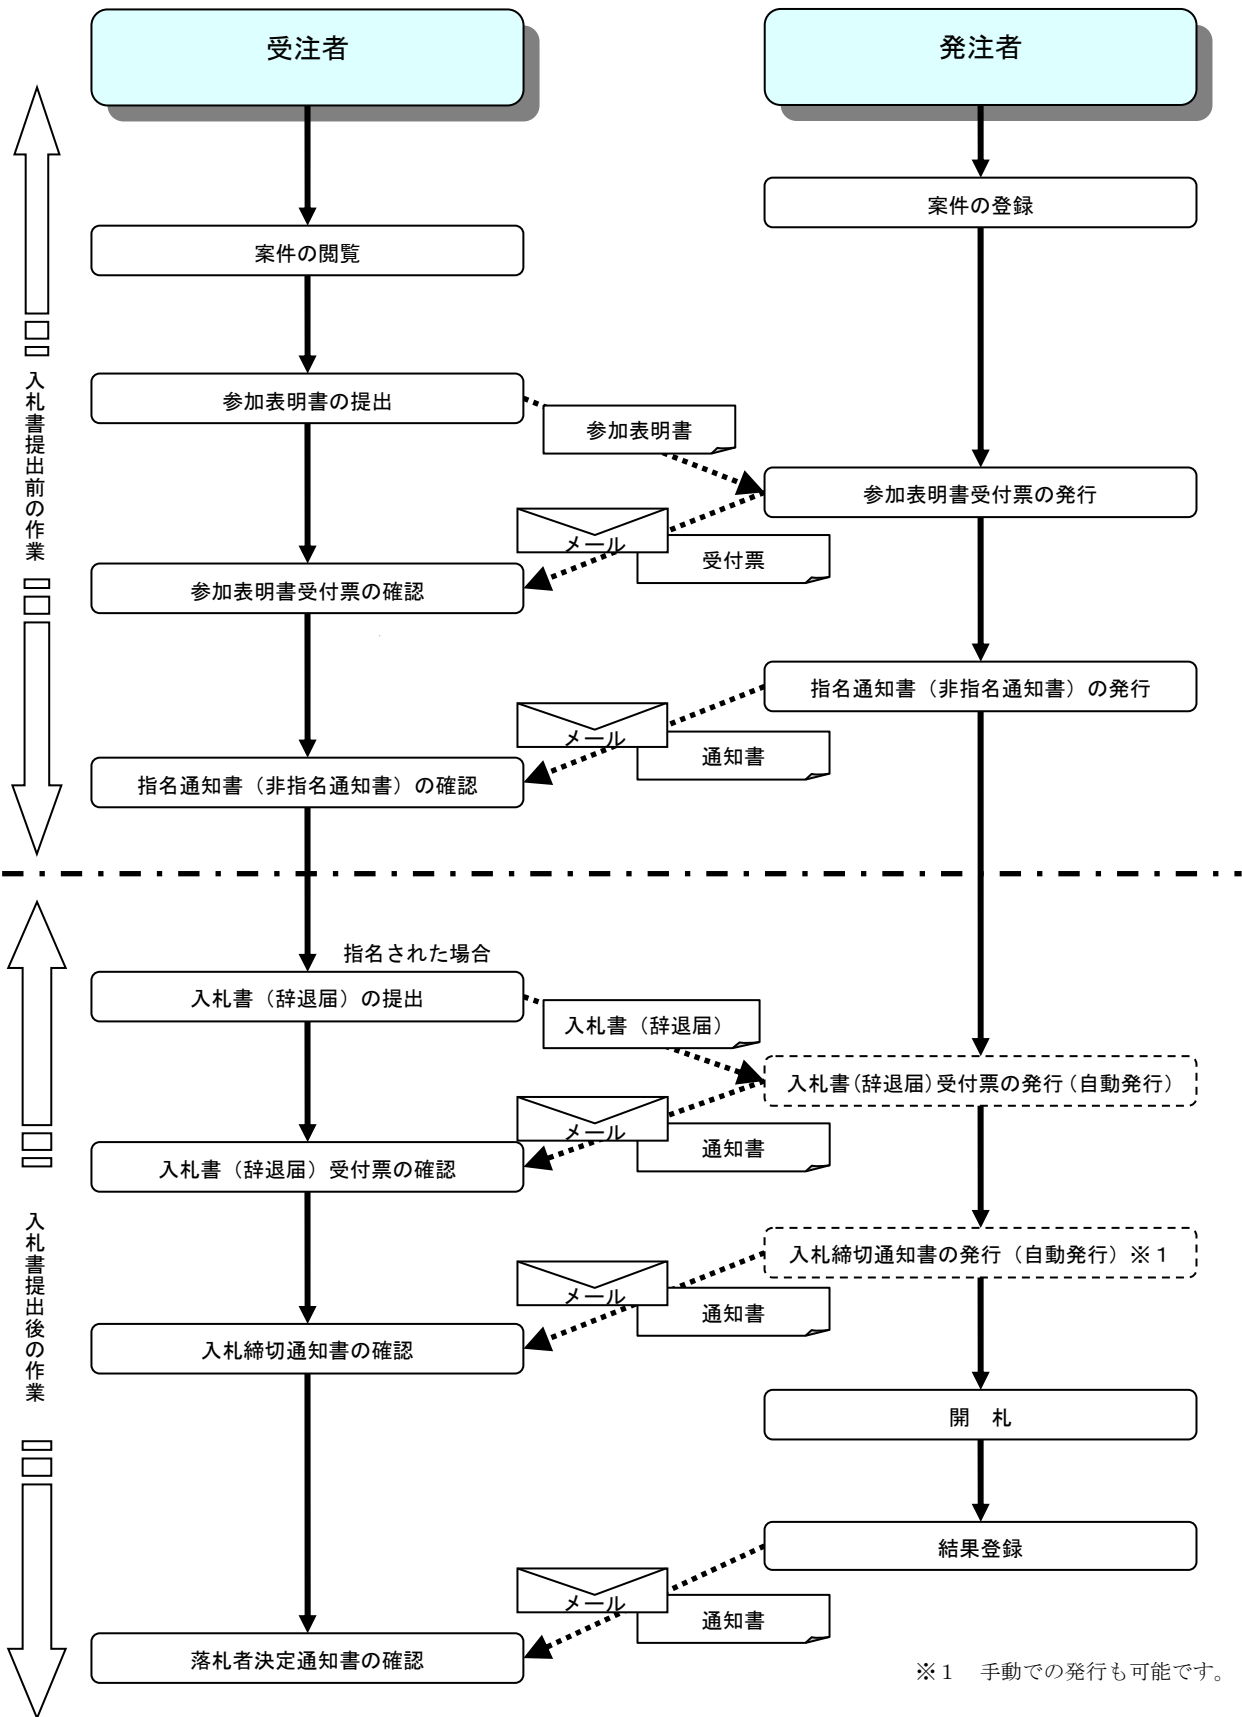 受注者
発注者
案件の登録
案件の閲覧
参加表明書の提出
参加表明書
参加表明書受付票の発行
メール
受付票
参加表明書受付票の確認
入札書提出前の作業
指名通知書（非指名通知書）の発行
メール
通知書
指名通知書（非指名通知書）の確認
指名された場合
入札書（辞退届）の提出
入札書（辞退届）
入札書（辞退届）受付票の発行（自動発行）
メール
通知書
入札書（辞退届）受付票の確認
入札締切通知書の発行（自動発行）※１
メール
通知書
入札締切通知書の確認
入札書提出後の作業
開　札
結果登録
メール
通知書
落札者決定通知書の確認
※１　手動での発行も可能です。